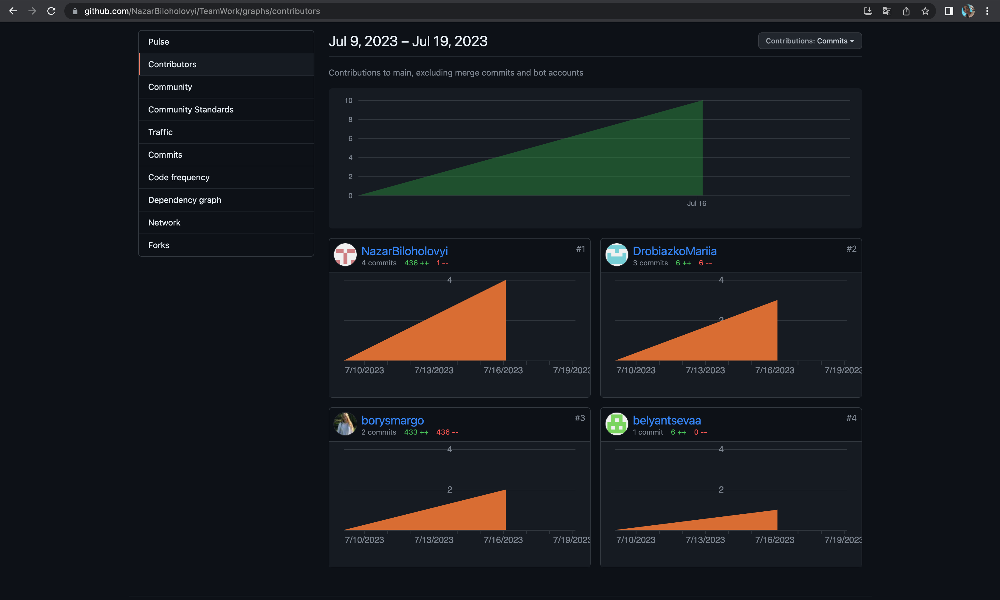 github.com/NazarBiloholovyi/TeamWork/graphs/contributors
Pulse
Contributors
Community
Community Standards
Traffic
Commits
Code frequency
Dependency graph
Network
Forks
Jul 9, 2023 – Jul 19, 2023
Contributions: Commits
Contributions to main, excluding merge commits and bot accounts
10
8
6
4
2
0
Jul 16
NazarBiloholovyi
#1
4 commits 436 ++ 1 --
4
7/10/2023 7/13/2023 7/16/2023 7/19/2023
DrobiazkoMariia
#2
3 commits 6 ++ 6 --
4
2
7/10/2023 7/13/2023 7/16/2023 7/19/2023
borysmargo
#3
2 commits 433 ++ 436 --
4
2
7/10/2023 7/13/2023 7/16/2023 7/19/2023
belyantsevaa
#4
1 commit 6 ++ 0 --
4
2
7/10/2023 7/13/2023 7/16/2023 7/19/2023